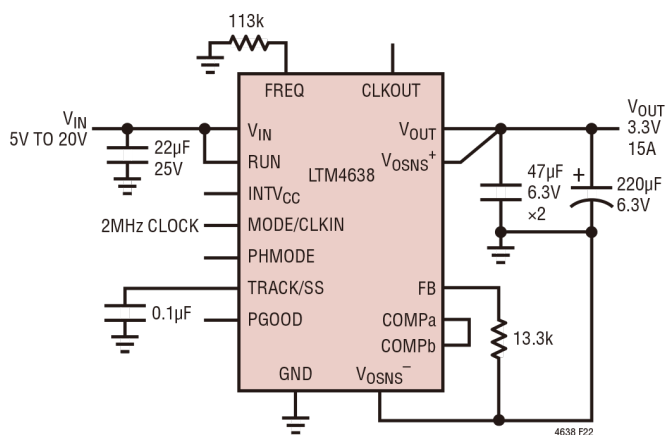 113k
FREQ
CLKOUT
VIN
5V TO 20V
22µF
25V
VIN
RUN
INTVCC
2MHz CLOCK
MODE/CLKIN
PHMODE
TRACK/SS
0.1µF
PGOOD
GND
LTM4638
VOUT
VOSNS+
FB
COMPa
COMPb
VOSNS–
VOUT
3.3V
15A
47µF
6.3V
×2
+
220µF
6.3V
13.3k
4638 F22